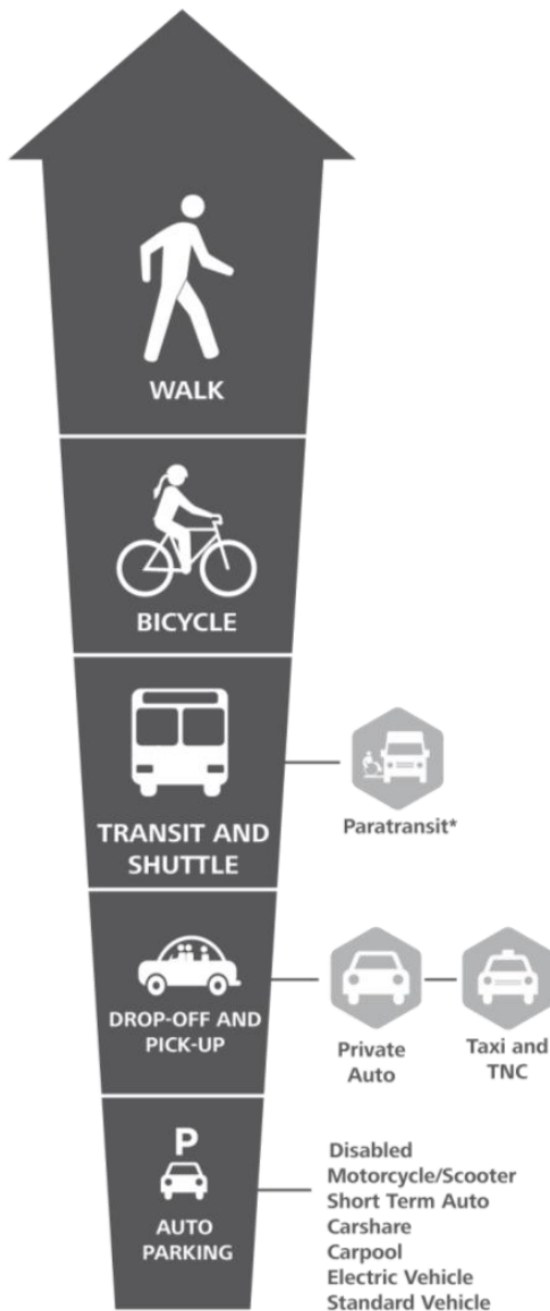 WALK
BICYCLE
TRANSIT AND
SHUTTLE
Paratransit*
DROP-OFF AND
PICK-UP
Private
Auto
Taxi and
TNC
P
AUTO
PARKING
Disabled
Motorcycle/Scooter
Short Term Auto
Carshare
Carpool
Electric Vehicle
Standard Vehicle